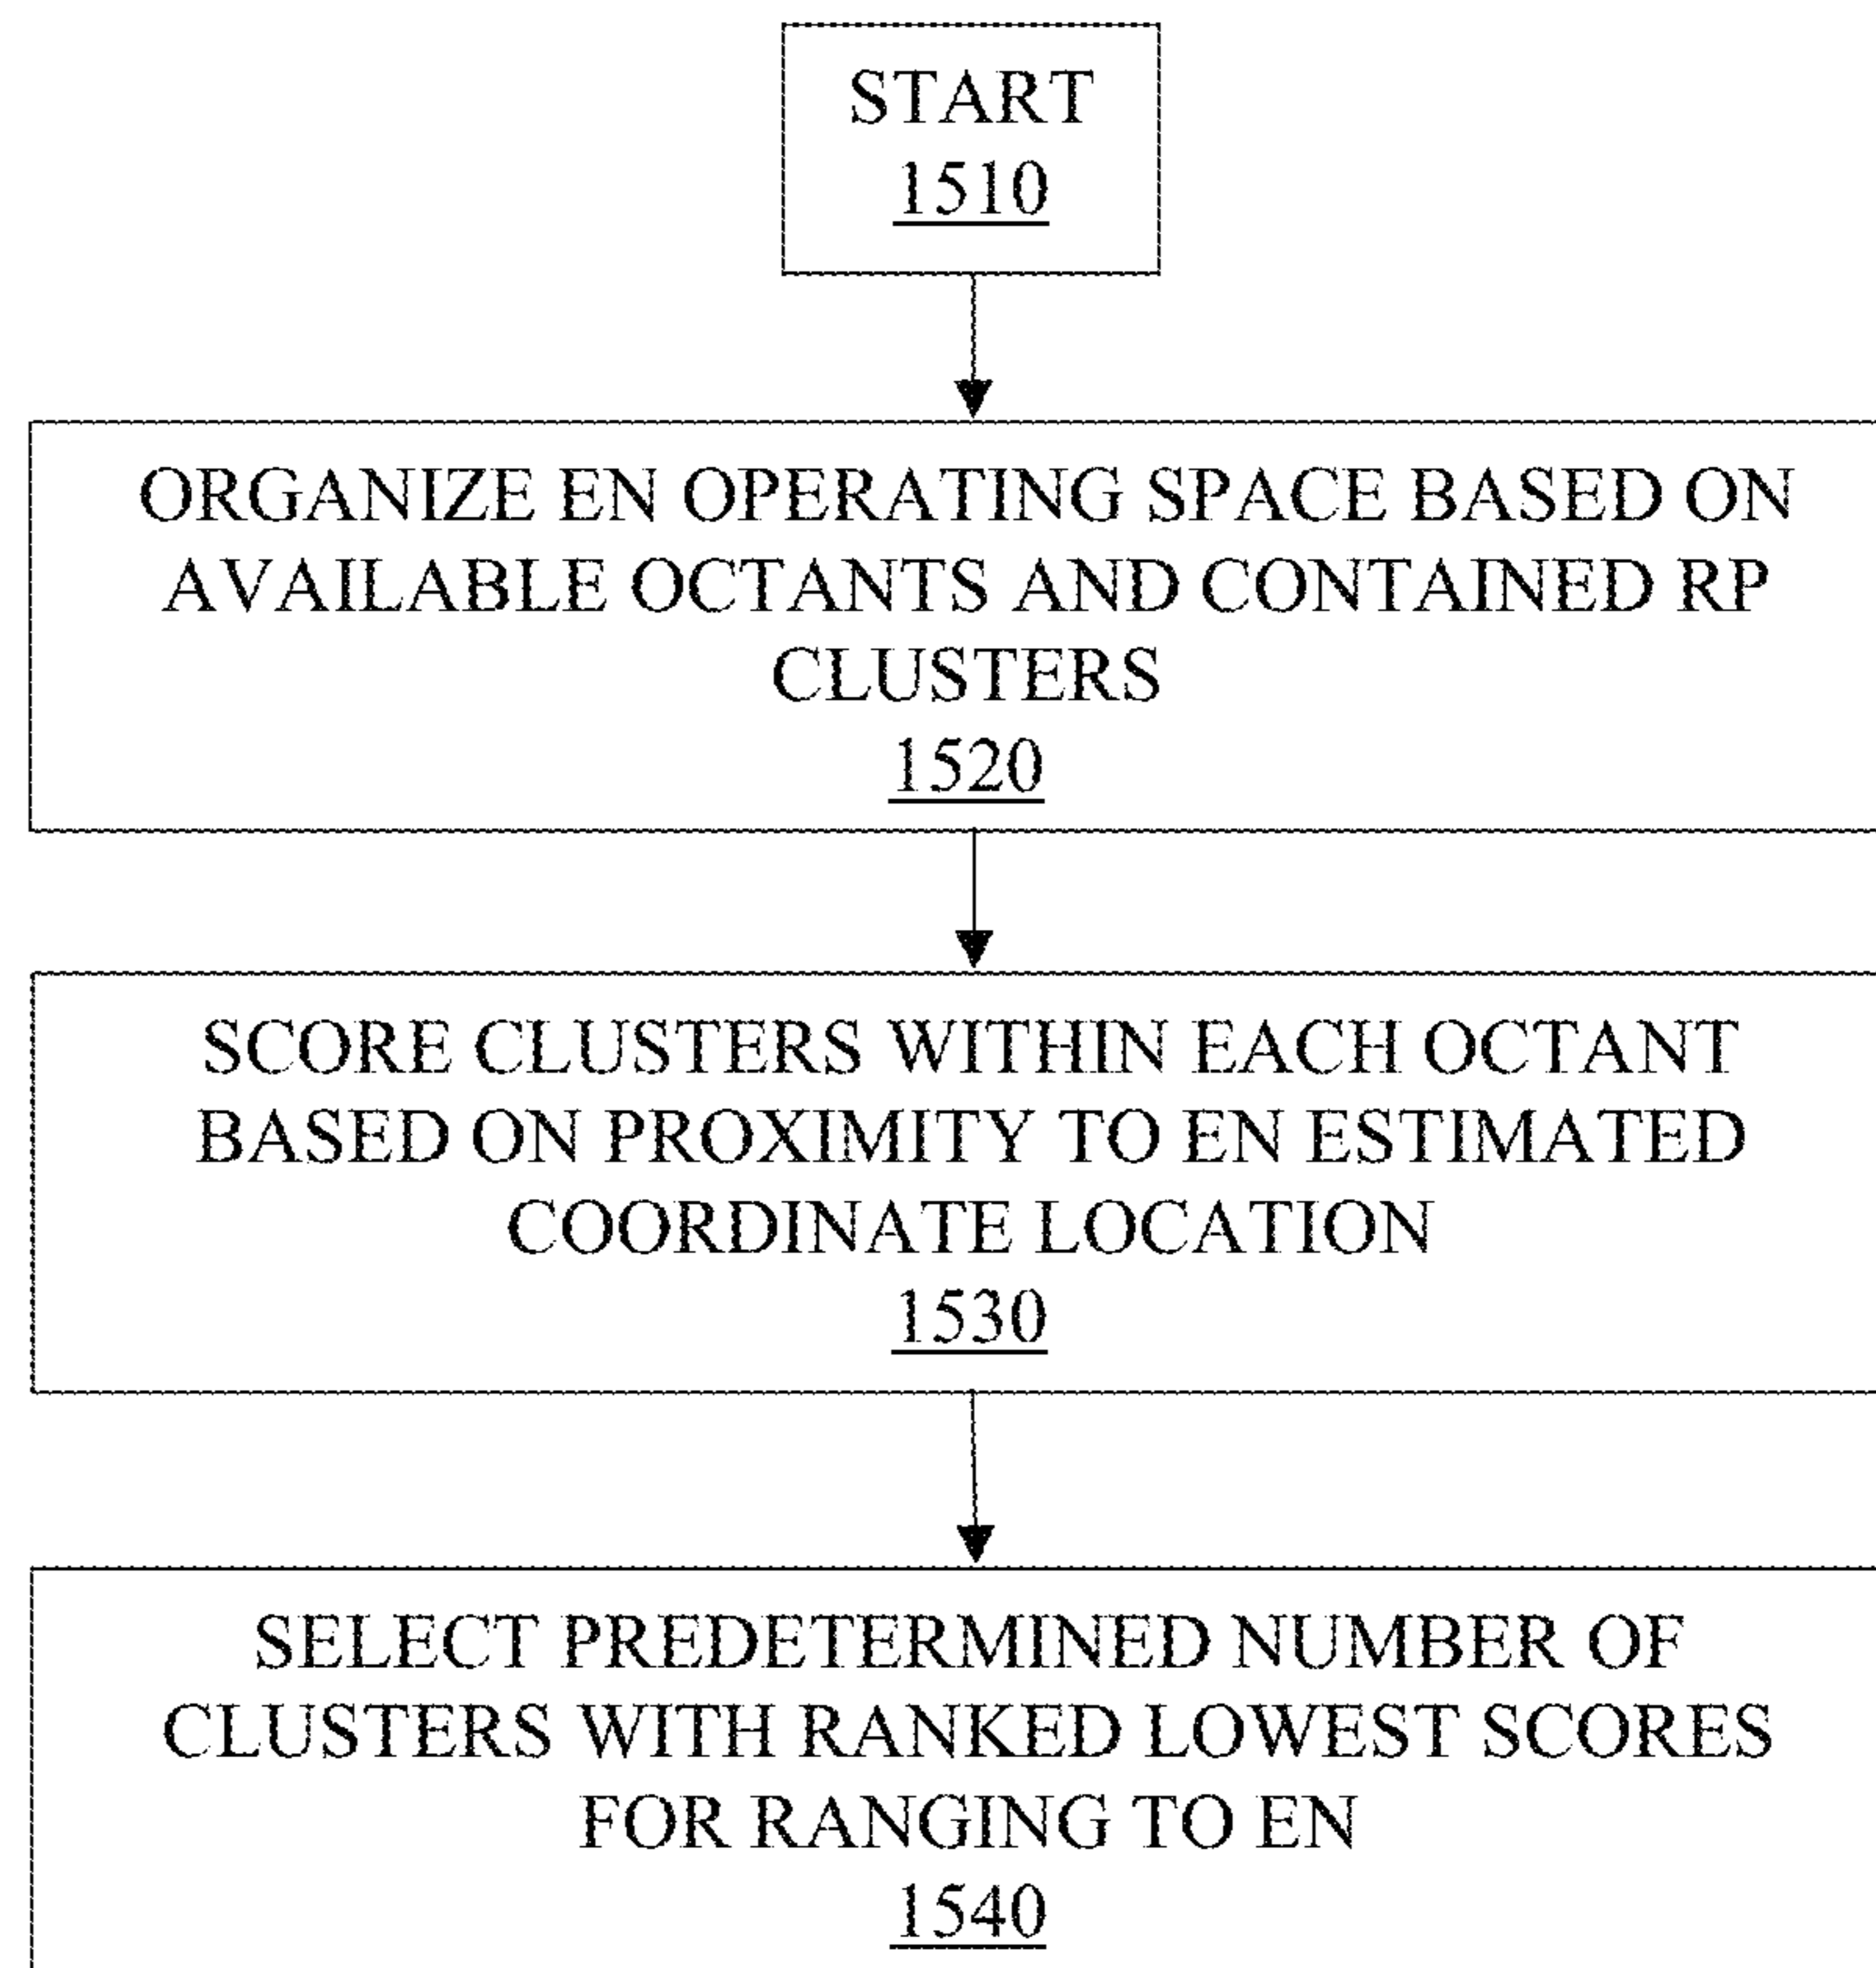 START
1510
ORGANIZE EN OPERATING SPACE BASED ON
AVAILABLE OCTANTS AND CONTAINED RP
CLUSTERS
1520
SCORE CLUSTERS WITHIN EACH OCTANT
BASED ON PROXIMITY TO EN ESTIMATED
COORDINATE LOCATION
1530
SELECT PREDETERMINED NUMBER OF
CLUSTERS WITH RANKED LOWEST SCORES
FOR RANGING TO EN
1540